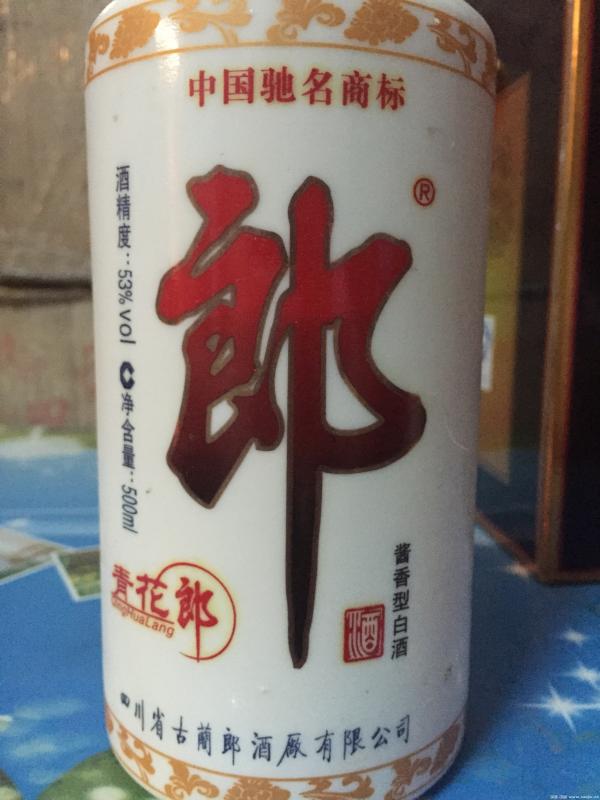 中国驰名商标
郎
®
酒精度:53% vol C 净含量:500ml
青花郎
QingHuaLang
酒
酱香型白酒
四川省古蔺郎酒厰有限公司